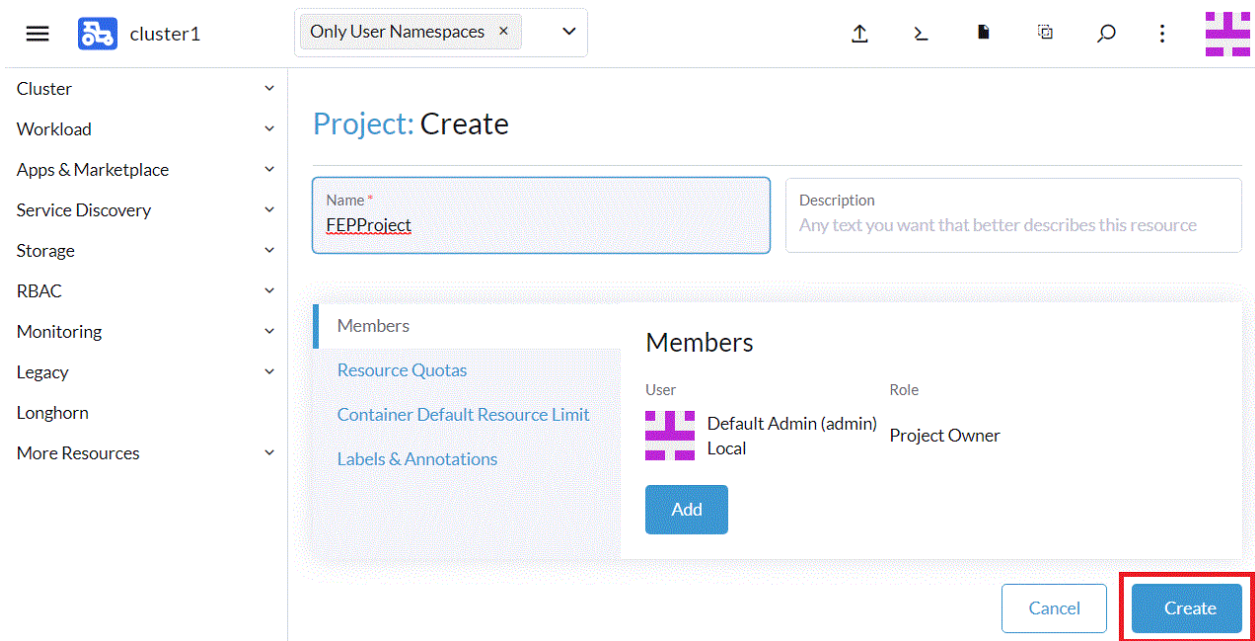 cluster1
Only User Namespaces ×
Cluster
Workload
Apps & Marketplace
Service Discovery
Storage
RBAC
Monitoring
Legacy
Longhorn
More Resources
Project: Create
Name *
FEPProject
Description
Any text you want that better describes this resource
Members
Resource Quotas
Container Default Resource Limit
Labels & Annotations
Members
User
Role
Default Admin (admin)
Local
Project Owner
Add
Cancel
Create